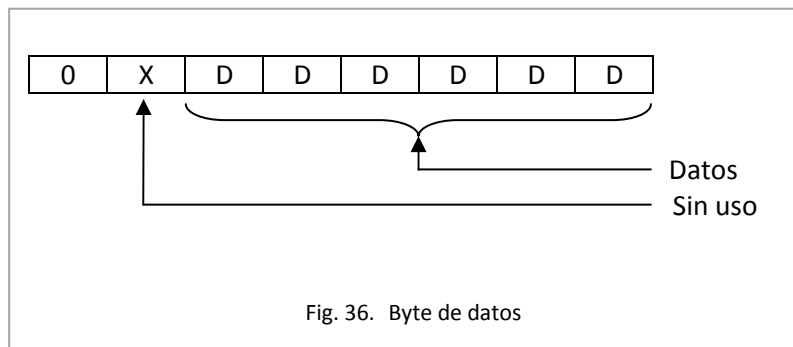 0 X D D D D D D
Datos
Sin uso
Fig. 36. Byte de datos